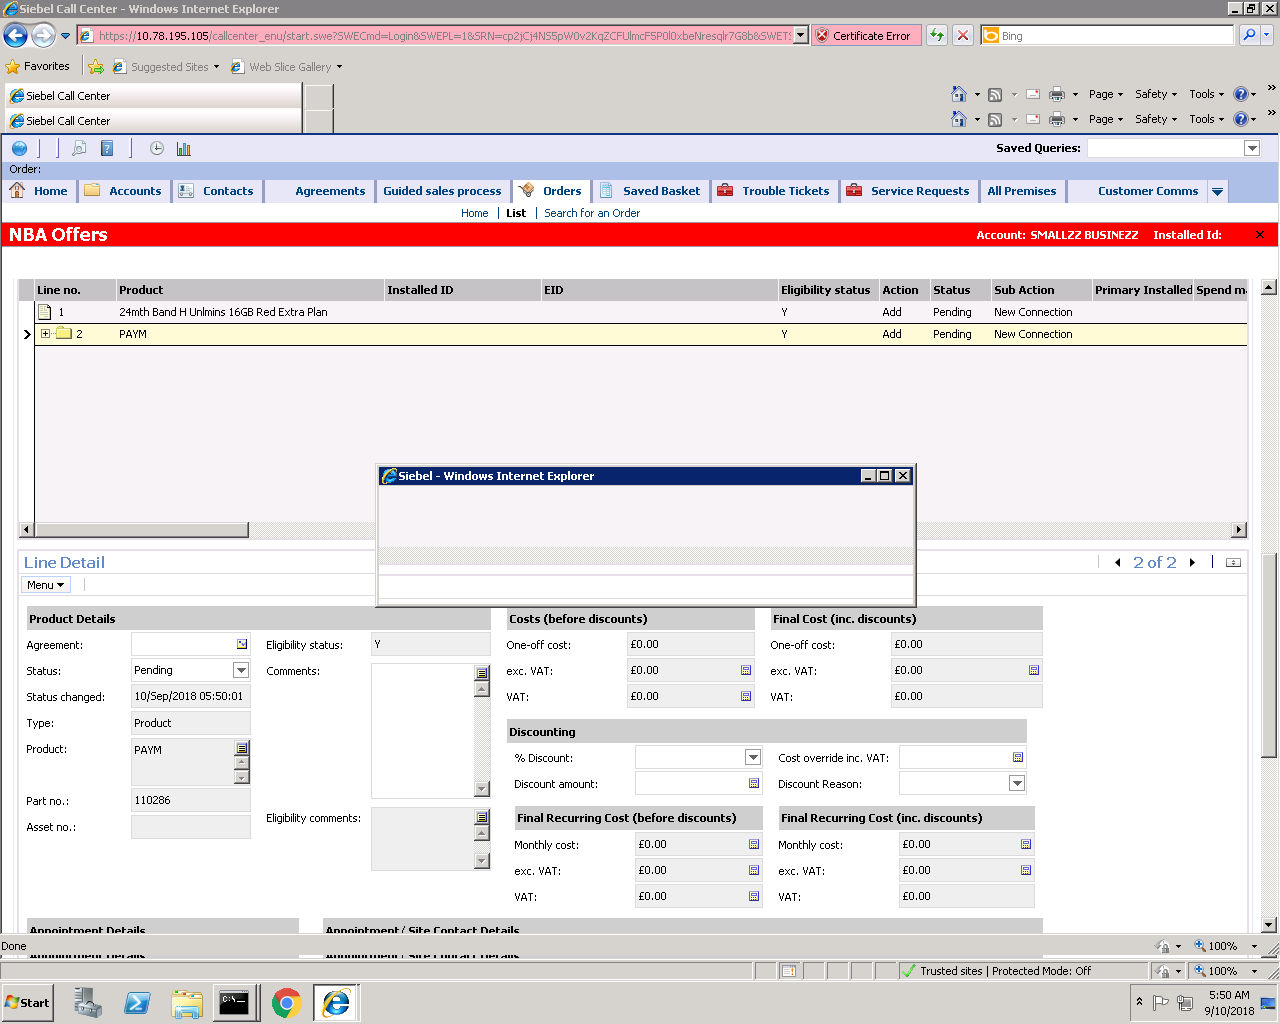 Siebel Call Center - Windows Internet Explorer
https://10.78.195.105/callcenter_enu/start.swe?SWECmd=Login&SWEPL=1&SRN=
Certificate Error
Bing
Favorites
Suggested Sites
Web Slice Gallery
Siebel Call Center
Page Safety Tools
Siebel Call Center
Page Safety Tools
Saved Queries:
Order:
Home Accounts Contacts Agreements Guided sales process Orders Saved Basket Trouble Tickets Service Requests All Premises Customer Comms
Home List Search for an Order
NBA Offers Account: SMALLZZ BUSINEZZ Installed Id:
Line no. Product Installed ID EID Eligibility status Action Status Sub Action Primary Installed Spend m
1 24mth Band H Unlmins 16GB Red Extra Plan Y Add Pending New Connection
2 PAYM Y Add Pending New Connection
Siebel - Windows Internet Explorer
Line Detail 2 of 2
Menu
Product Details Costs (before discounts) Final Cost (inc. discounts)
Agreement: Eligibility status: Y One-off cost: £0.00 One-off cost: £0.00
Status: Pending Comments: exc. VAT: £0.00 exc. VAT: £0.00
Status changed: 10/Sep/2018 05:50:01 VAT: £0.00 VAT: £0.00
Type: Product
Discounting
Product: PAYM % Discount: Cost override inc. VAT:
Discount amount: Discount Reason:
Part no.: 110286
Eligibility comments: Final Recurring Cost (before discounts) Final Recurring Cost (inc. discounts)
Asset no.:
Monthly cost: £0.00 Monthly cost: £0.00
exc. VAT: £0.00 exc. VAT: £0.00
VAT: £0.00 VAT: £0.00
Appointment Details Appointment/ Site Contact Details
Done 100%
Appointment Details Appointment/ Site Contact Details
Trusted sites | Protected Mode: Off 100%
Start
5:50 AM
9/10/2018